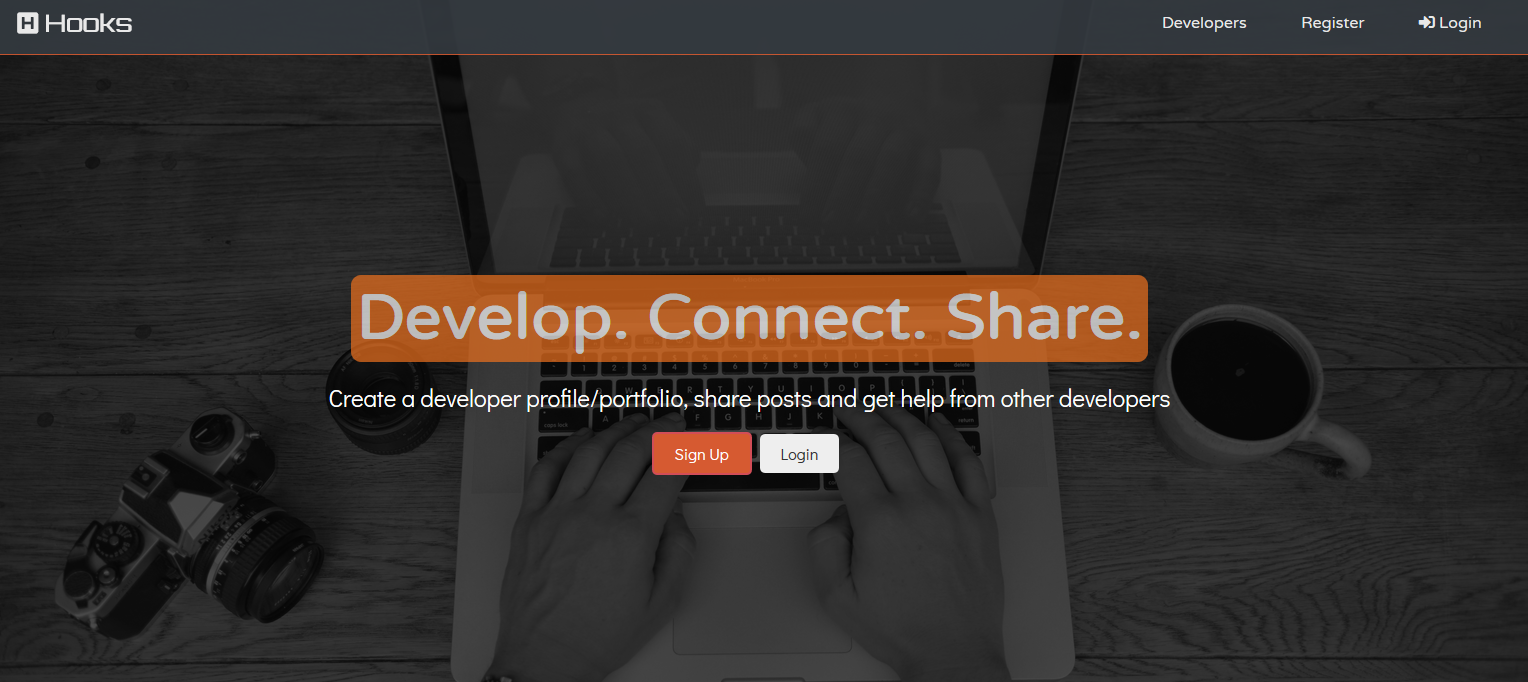 Hooks
Developers
Register
Login
Develop. Connect. Share.
Create a developer profile/portfolio, share posts and get help from other developers
Sign Up
Login